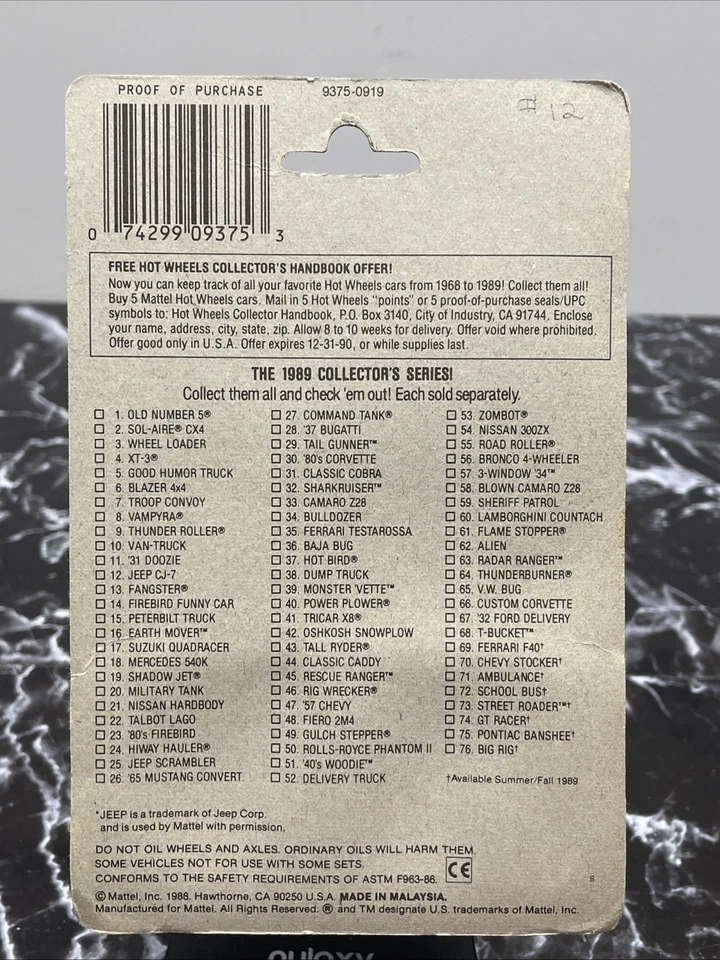 PROOF OF PURCHASE 9375-0919
# 12
0 74299 09375 3
FREE HOT WHEELS COLLECTOR'S HANDBOOK OFFER!
Now you can keep track of all your favorite Hot Wheels cars from 1968 to 1989! Collect them all!
Buy 5 Mattel Hot Wheels cars. Mail in 5 Hot Wheels "points" or 5 proof-of-purchase seals/UPC
symbols to: Hot Wheels Collector Handbook, P.O. Box 3140, City of Industry, CA 91744. Enclose
your name, address, city, state, zip. Allow 8 to 10 weeks for delivery. Offer void where prohibited.
Offer good only in U.S.A. Offer expires 12-31-90, or while supplies last.
THE 1989 COLLECTOR'S SERIES!
Collect them all and check 'em out! Each sold separately.
1. OLD NUMBER 5®
2. SOL-AIRE® CX4
3. WHEEL LOADER
4. XT-3®
5. GOOD HUMOR TRUCK
6. BLAZER 4x4
7. TROOP CONVOY
8. VAMPYRA®
9. THUNDER ROLLER®
10. VAN-TRUCK
11. '31 DOOZIE
12. JEEP CJ-7
13. FANGSTER®
14. FIREBIRD FUNNY CAR
15. PETERBILT TRUCK
16. EARTH MOVER™
17. SUZUKI QUADRACER
18. MERCEDES 540K
19. SHADOW JET®
20. MILITARY TANK
21. NISSAN HARDBODY
22. TALBOT LAGO
23. '80's FIREBIRD
24. HIWAY HAULER®
25. JEEP SCRAMBLER
26. '65 MUSTANG CONVERT.
27. COMMAND TANK®
28. '37 BUGATTI
29. TAIL GUNNER™
30. '80's CORVETTE
31. CLASSIC COBRA
32. SHARKRUISER™
33. CAMARO Z28
34. BULLDOZER
35. FERRARI TESTAROSSA
36. BAJA BUG
37. HOT BIRD®
38. DUMP TRUCK
39. MONSTER 'VETTE™
40. POWER PLOWER®
41. TRICAR X8®
42. OSHKOSH SNOWPLOW
43. TALL RYDER®
44. CLASSIC CADDY
45. RESCUE RANGER™
46. RIG WRECKER®
47. '57 CHEVY
48. FIERO 2M4
49. GULCH STEPPER®
50. ROLLS-ROYCE PHANTOM II
51. '40's WOODIE™
52. DELIVERY TRUCK
53. ZOMBOT®
54. NISSAN 300ZX
55. ROAD ROLLER®
56. BRONCO 4-WHEELER
57. 3-WINDOW '34™
58. BLOWN CAMARO Z28
59. SHERIFF PATROL
60. LAMBORGHINI COUNTACH
61. FLAME STOPPER®
62. ALIEN
63. RADAR RANGER™
64. THUNDERBURNER®
65. V.W. BUG
66. CUSTOM CORVETTE
67. '32 FORD DELIVERY
68. T-BUCKET™
69. FERRARI F40†
70. CHEVY STOCKER†
71. AMBULANCE†
72. SCHOOL BUS†
73. STREET ROADER™†
74. GT RACER†
75. PONTIAC BANSHEE†
76. BIG RIG†
†Available Summer/Fall 1989
*JEEP is a trademark of Jeep Corp.
and is used by Mattel with permission.
DO NOT OIL WHEELS AND AXLES. ORDINARY OILS WILL HARM THEM.
SOME VEHICLES NOT FOR USE WITH SOME SETS.
CONFORMS TO THE SAFETY REQUIREMENTS OF ASTM F963-86. CE
S
© Mattel, Inc. 1988. Hawthorne, CA 90250 U.S.A. MADE IN MALAYSIA.
Manufactured for Mattel. All Rights Reserved. ® and TM designate U.S. trademarks of Mattel, Inc.